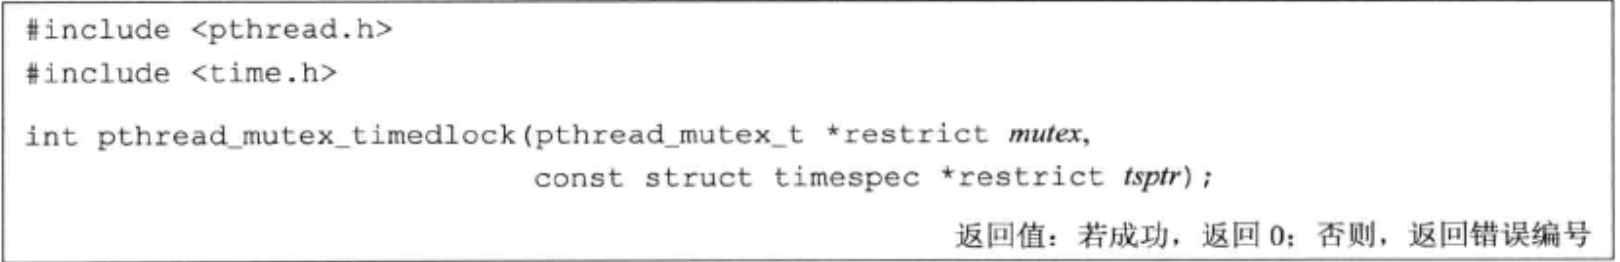 #include <pthread.h>
#include <time.h>
int pthread_mutex_timedlock(pthread_mutex_t *restrict mutex,
const struct timespec *restrict tsptr);
返回值：若成功，返回 0；否则，返回错误编号